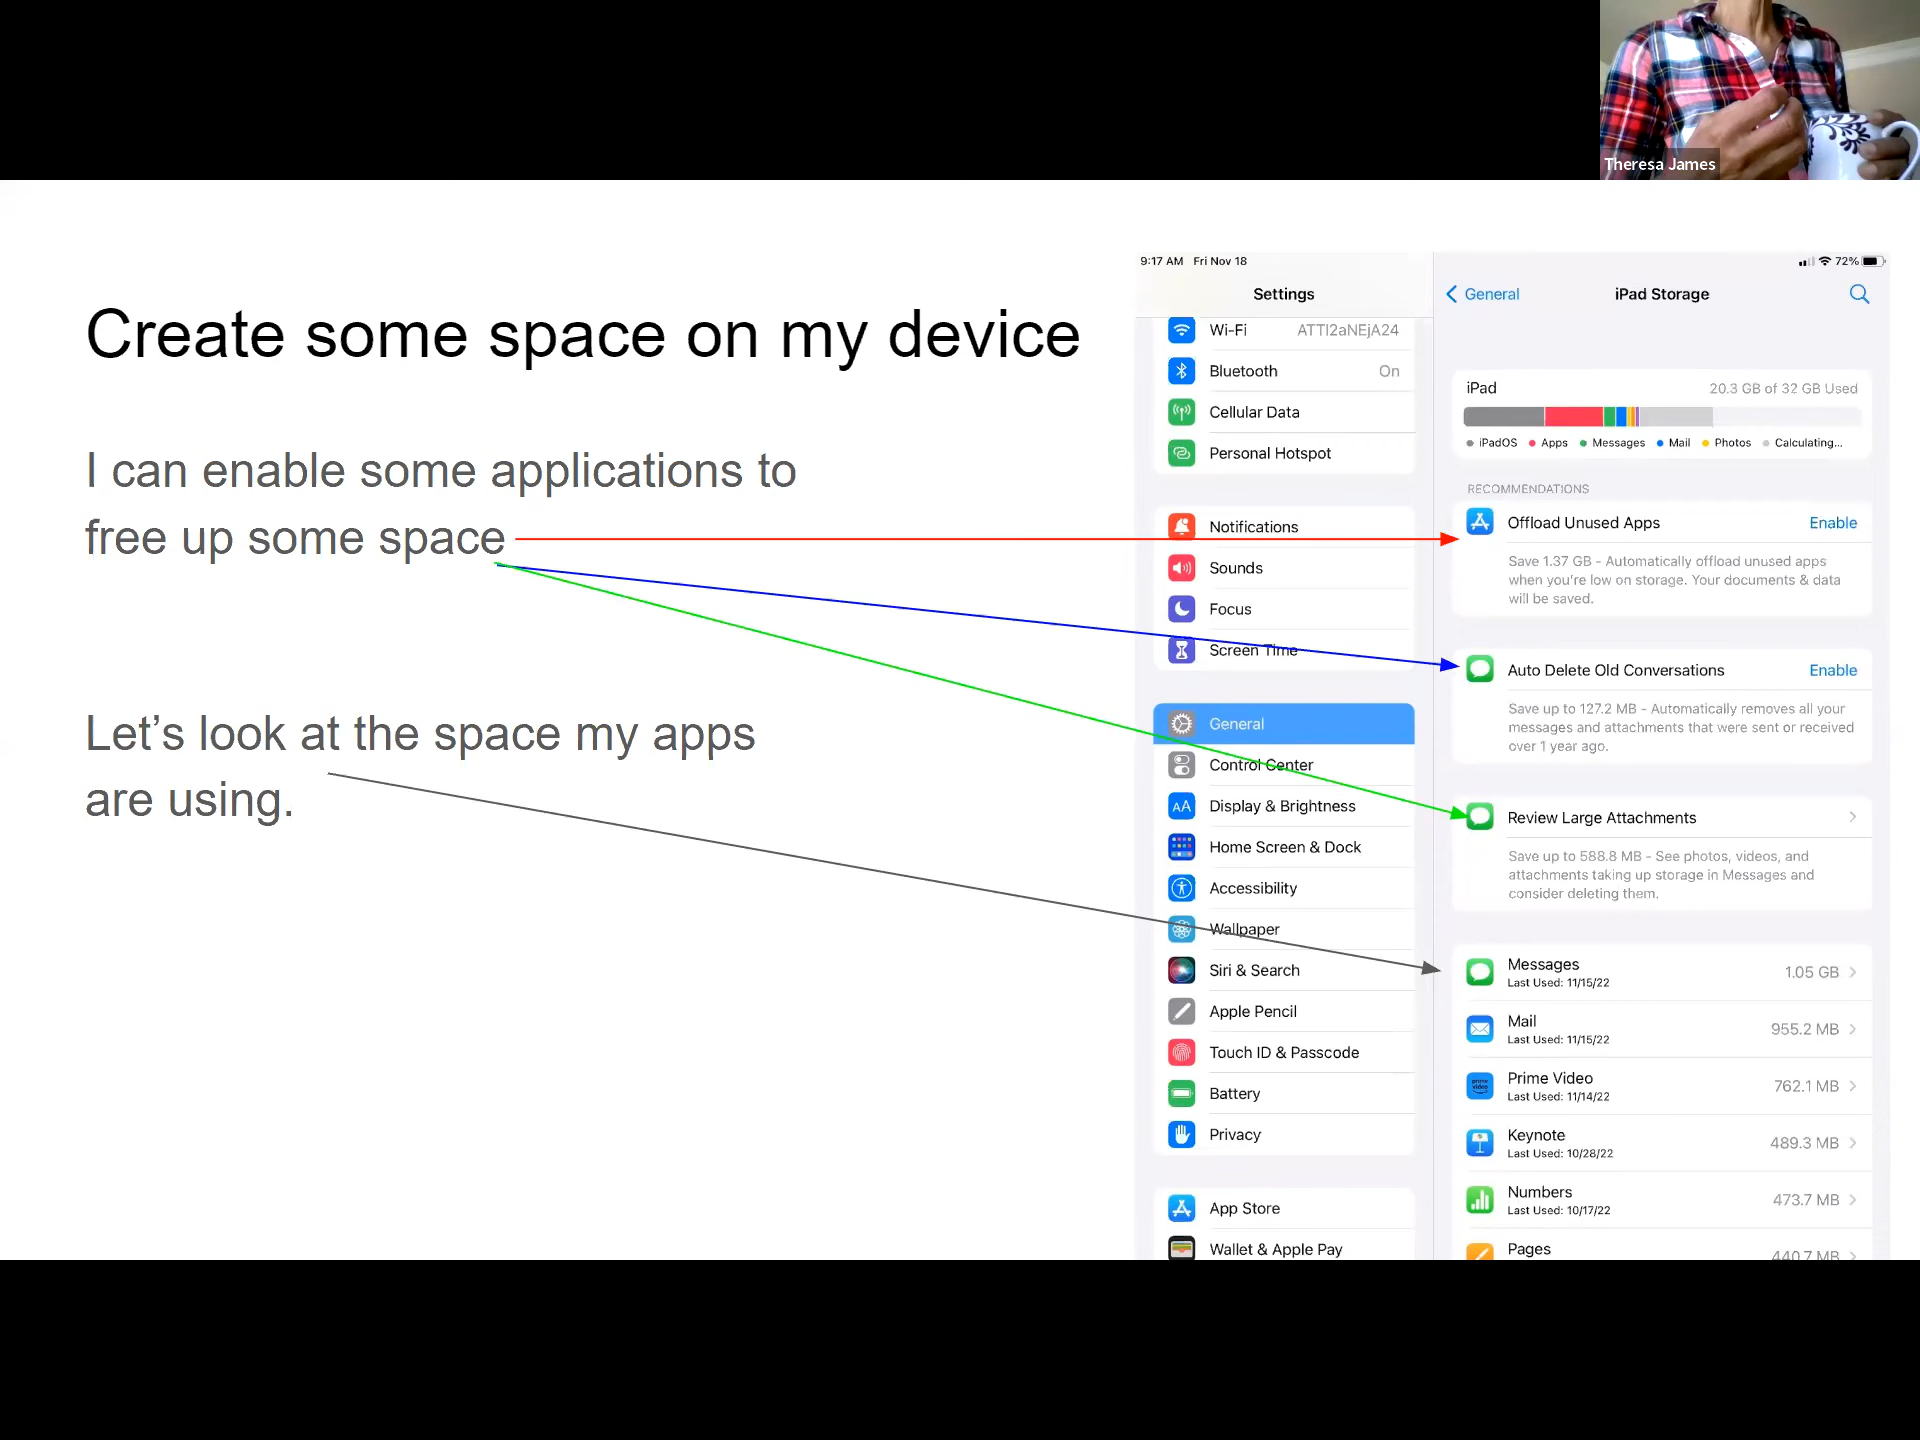 Theresa James
Create some space on my device
I can enable some applications to
free up some space
Let’s look at the space my apps
are using.
9:17 AM Fri Nov 18
Settings
Wi-Fi ATTI2aNEjA24
Bluetooth On
Cellular Data
Personal Hotspot
Notifications
Sounds
Focus
Screen Time
General
Control Center
Display & Brightness
Home Screen & Dock
Accessibility
Wallpaper
Siri & Search
Apple Pencil
Touch ID & Passcode
Battery
Privacy
App Store
Wallet & Apple Pay
72%
General
iPad Storage
iPad 20.3 GB of 32 GB Used
iPadOS Apps Messages Mail Photos Calculating...
RECOMMENDATIONS
Offload Unused Apps Enable
Save 1.37 GB - Automatically offload unused apps
when you're low on storage. Your documents & data
will be saved.
Auto Delete Old Conversations Enable
Save up to 127.2 MB - Automatically removes all your
messages and attachments that were sent or received
over 1 year ago.
Review Large Attachments
Save up to 588.8 MB - See photos, videos, and
attachments taking up storage in Messages and
consider deleting them.
Messages 1.05 GB
Last Used: 11/15/22
Mail 955.2 MB
Last Used: 11/15/22
prime video
Prime Video 762.1 MB
Last Used: 11/14/22
Keynote 489.3 MB
Last Used: 10/28/22
Numbers 473.7 MB
Last Used: 10/17/22
Pages 440.7 MB